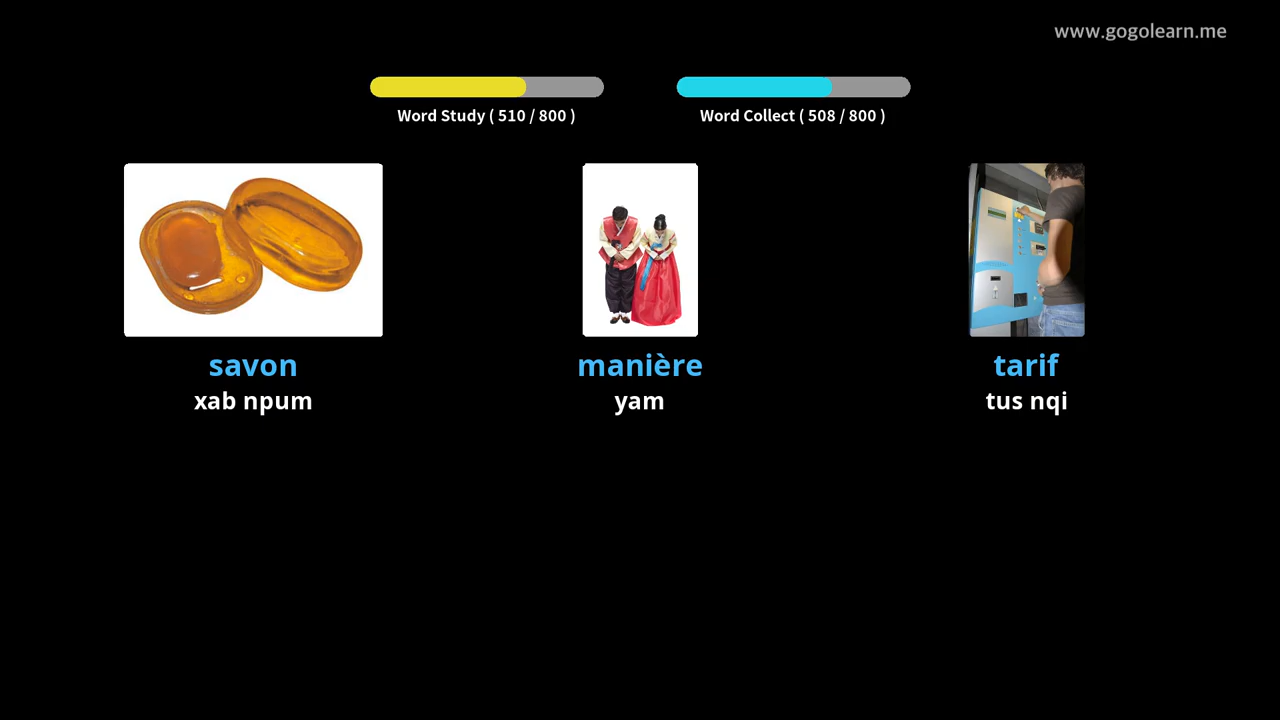 www.gogolearn.me
Word Study ( 510 / 800 )
Word Collect ( 508 / 800 )
savon
xab npum
manière
yam
tarif
tus nqi